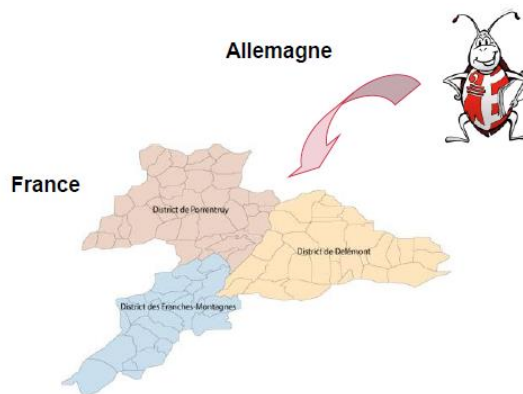 Allemagne
France
District de Porrentruy
District de Delémont
District des Franches-Montagnes